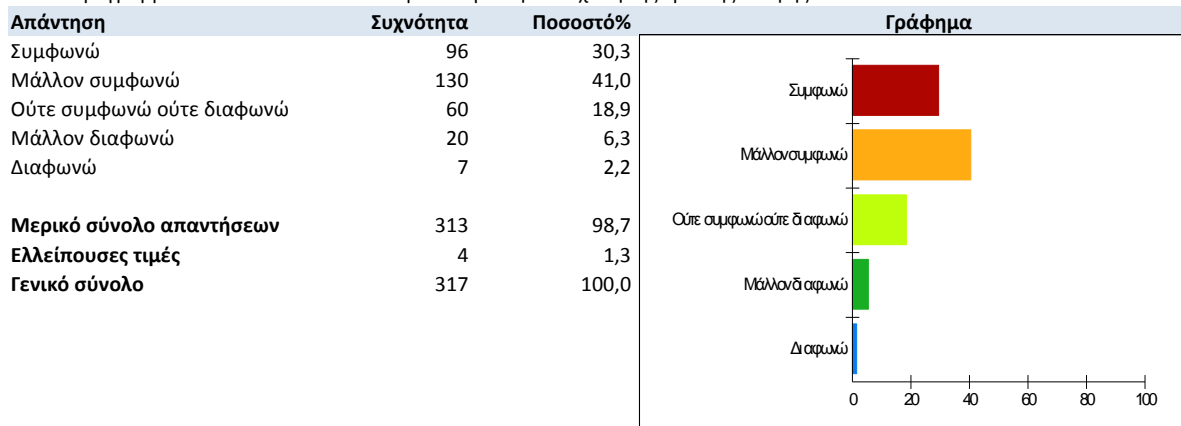 Απάντηση Συχνότητα Ποσοστό% Γράφημα
Συμφωνώ 96 30,3
Μάλλον συμφωνώ 130 41,0
Ούτε συμφωνώ ούτε διαφωνώ 60 18,9
Μάλλον διαφωνώ 20 6,3
Διαφωνώ 7 2,2
Μερικό σύνολο απαντήσεων 313 98,7
Ελλείπουσες τιμές 4 1,3
Γενικό σύνολο 317 100,0
Συμφωνώ
Μάλλον συμφωνώ
Ούτε συμφωνώ ούτε διαφωνώ
Μάλλον διαφωνώ
Διαφωνώ
0 20 40 60 80 100